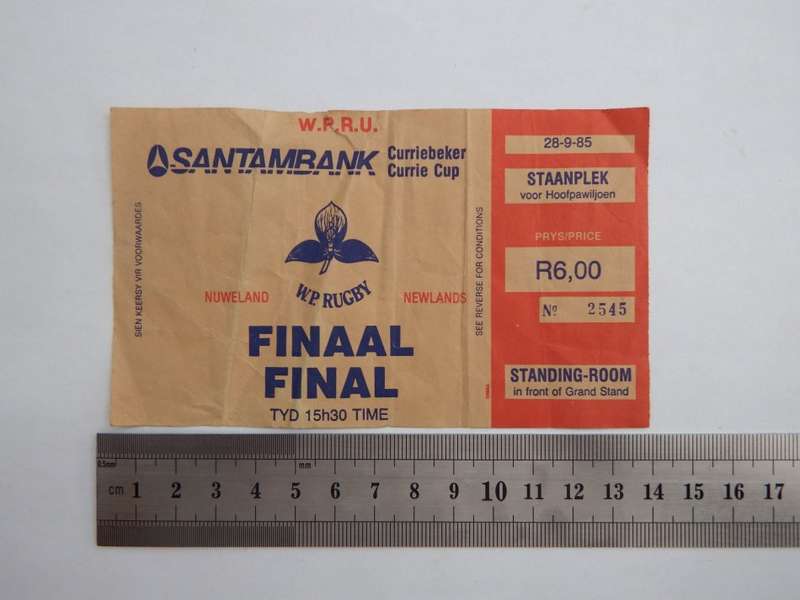 W.P.R.U.
SANTAMBANK
Curriebeker
Currie Cup
SIEN KEERSY VIR VOORWAARDES
W.P. RUGBY
NUWELAND
NEWLANDS
FINAAL
FINAL
TYD 15h30 TIME
SEE REVERSE FOR CONDITIONS
28-9-85
STAANPLEK
voor Hoofpawiljoen
PRYS/PRICE
R6,00
No 2545
STANDING-ROOM
in front of Grand Stand
0.5mm
mm
cm 1 2 3 4 5 6 7 8 9 10 11 12 13 14 15 16 17